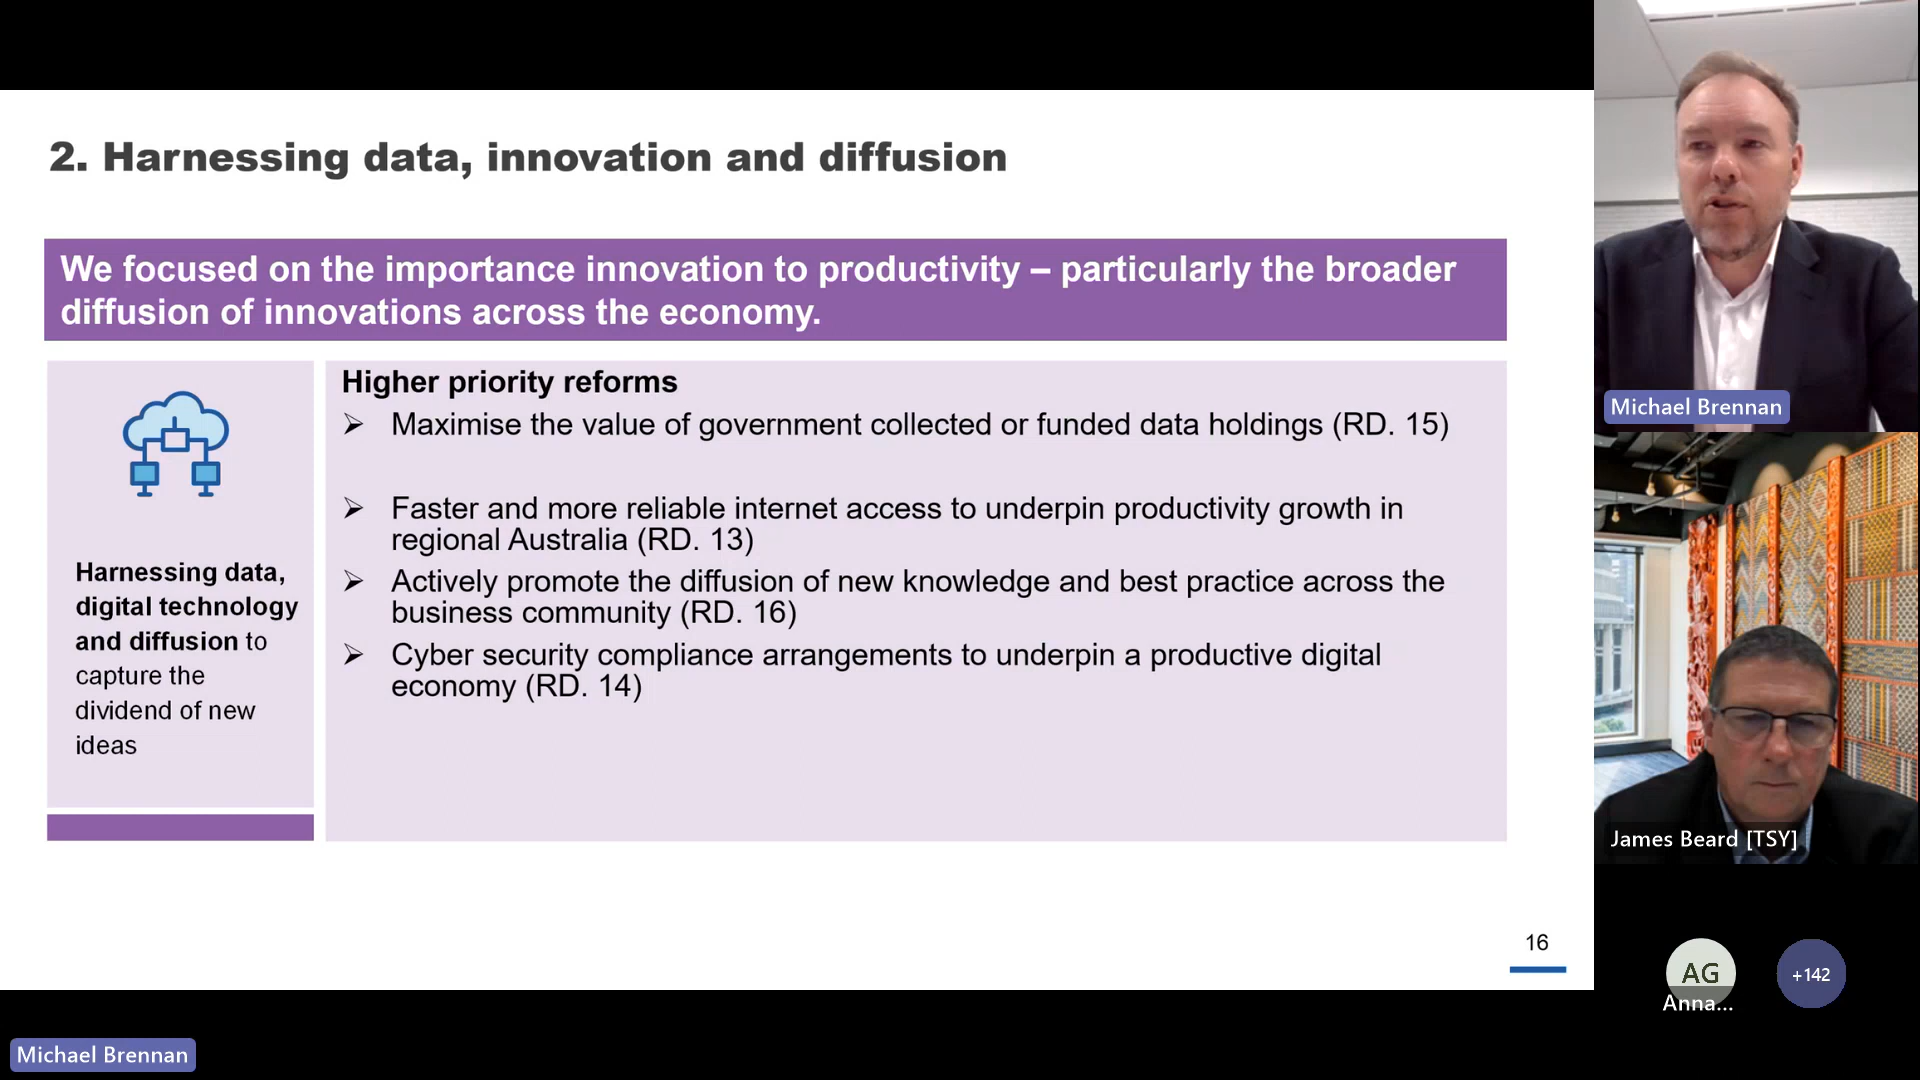 2. Harnessing data, innovation and diffusion
We focused on the importance innovation to productivity – particularly the broader
diffusion of innovations across the economy.
Harnessing data,
digital technology
and diffusion to
capture the
dividend of new
ideas
Higher priority reforms
➢ Maximise the value of government collected or funded data holdings (RD. 15)
➢ Faster and more reliable internet access to underpin productivity growth in
regional Australia (RD. 13)
➢ Actively promote the diffusion of new knowledge and best practice across the
business community (RD. 16)
➢ Cyber security compliance arrangements to underpin a productive digital
economy (RD. 14)
16
Michael Brennan
Michael Brennan
James Beard [TSY]
AG
Anna...
+142